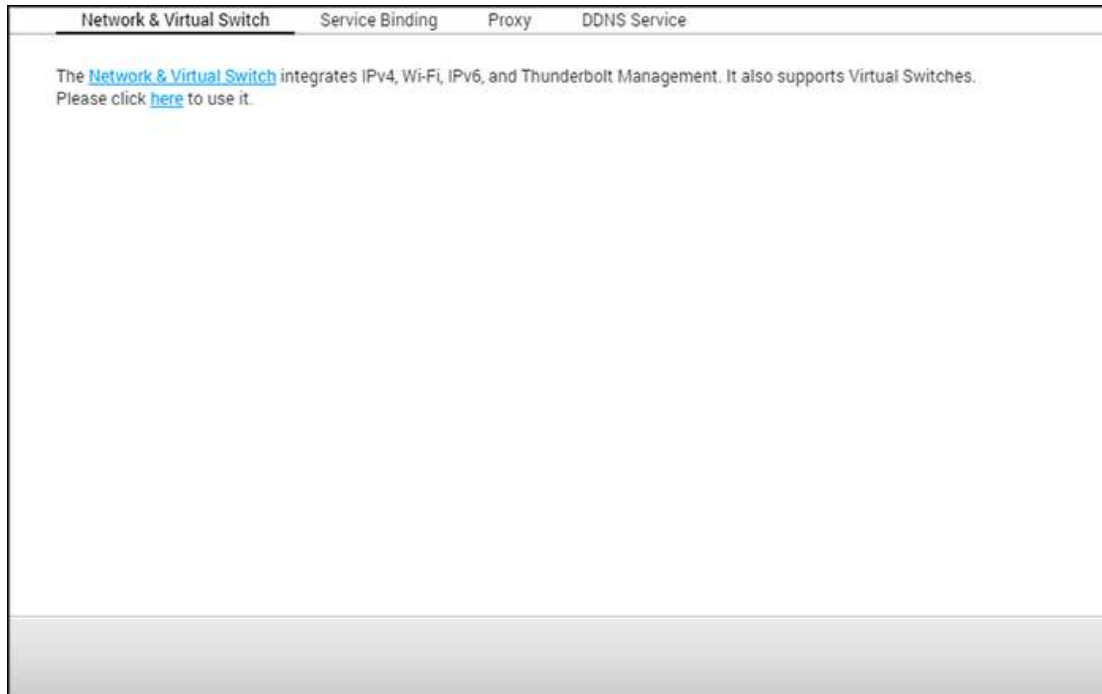 Network & Virtual Switch Service Binding Proxy DDNS Service
The Network & Virtual Switch integrates IPv4, Wi-Fi, IPv6, and Thunderbolt Management. It also supports Virtual Switches.
Please click here to use it.